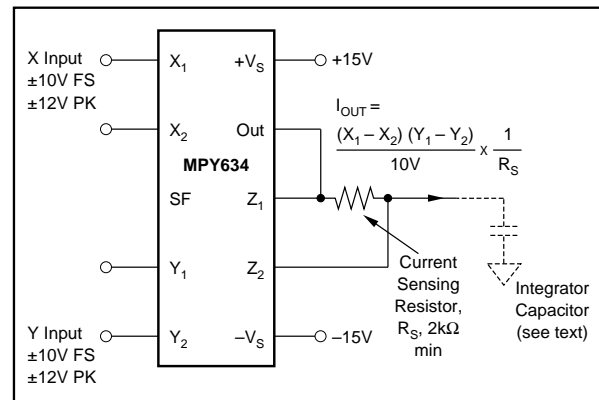 X Input
±10V FS
±12V PK
X1
X2
MPY634
SF
Y1
Y2
Y Input
±10V FS
±12V PK
+VS
Out
Z1
Z2
–VS
+15V
–15V
IOUT =
(X1 – X2) (Y1 – Y2)
10V
x 1
RS
Current
Sensing
Resistor,
RS, 2kΩ
min
Integrator
Capacitor
(see text)